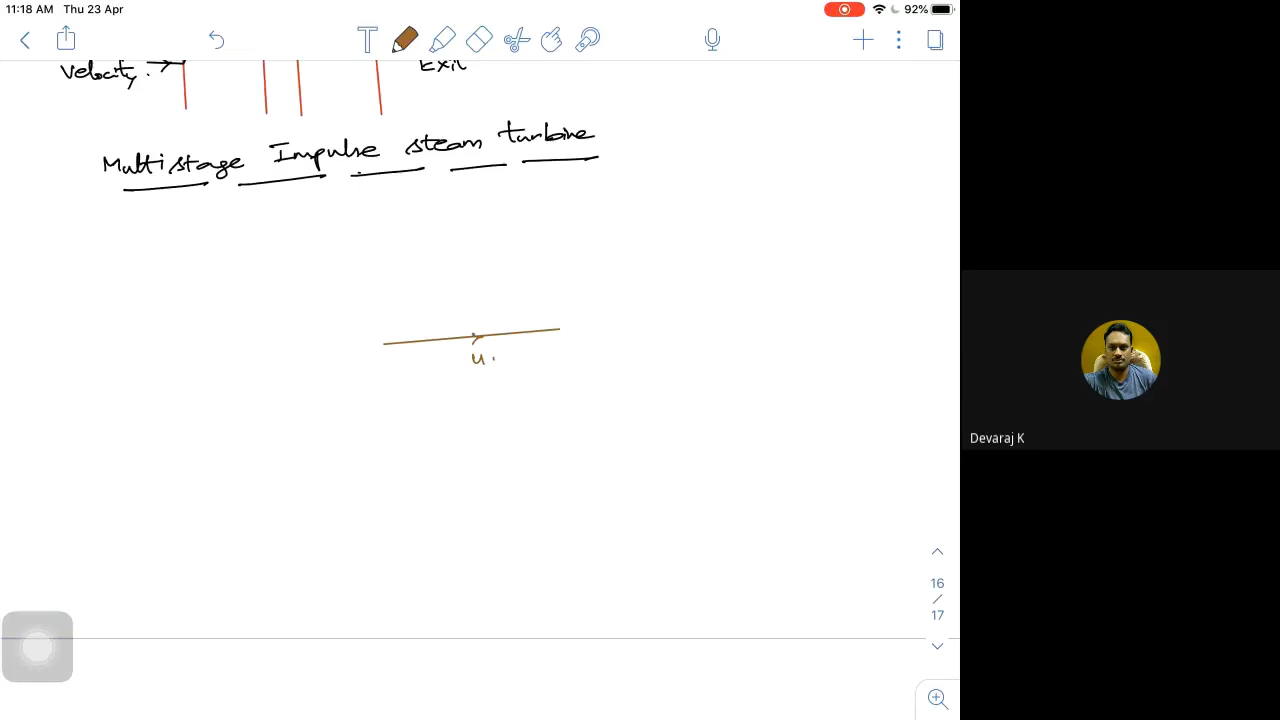 11:18 AM Thu 23 Apr
92%
T
Velocity.
Exit
Multistage Impulse steam turbine
u.
Devaraj K
16
/
17